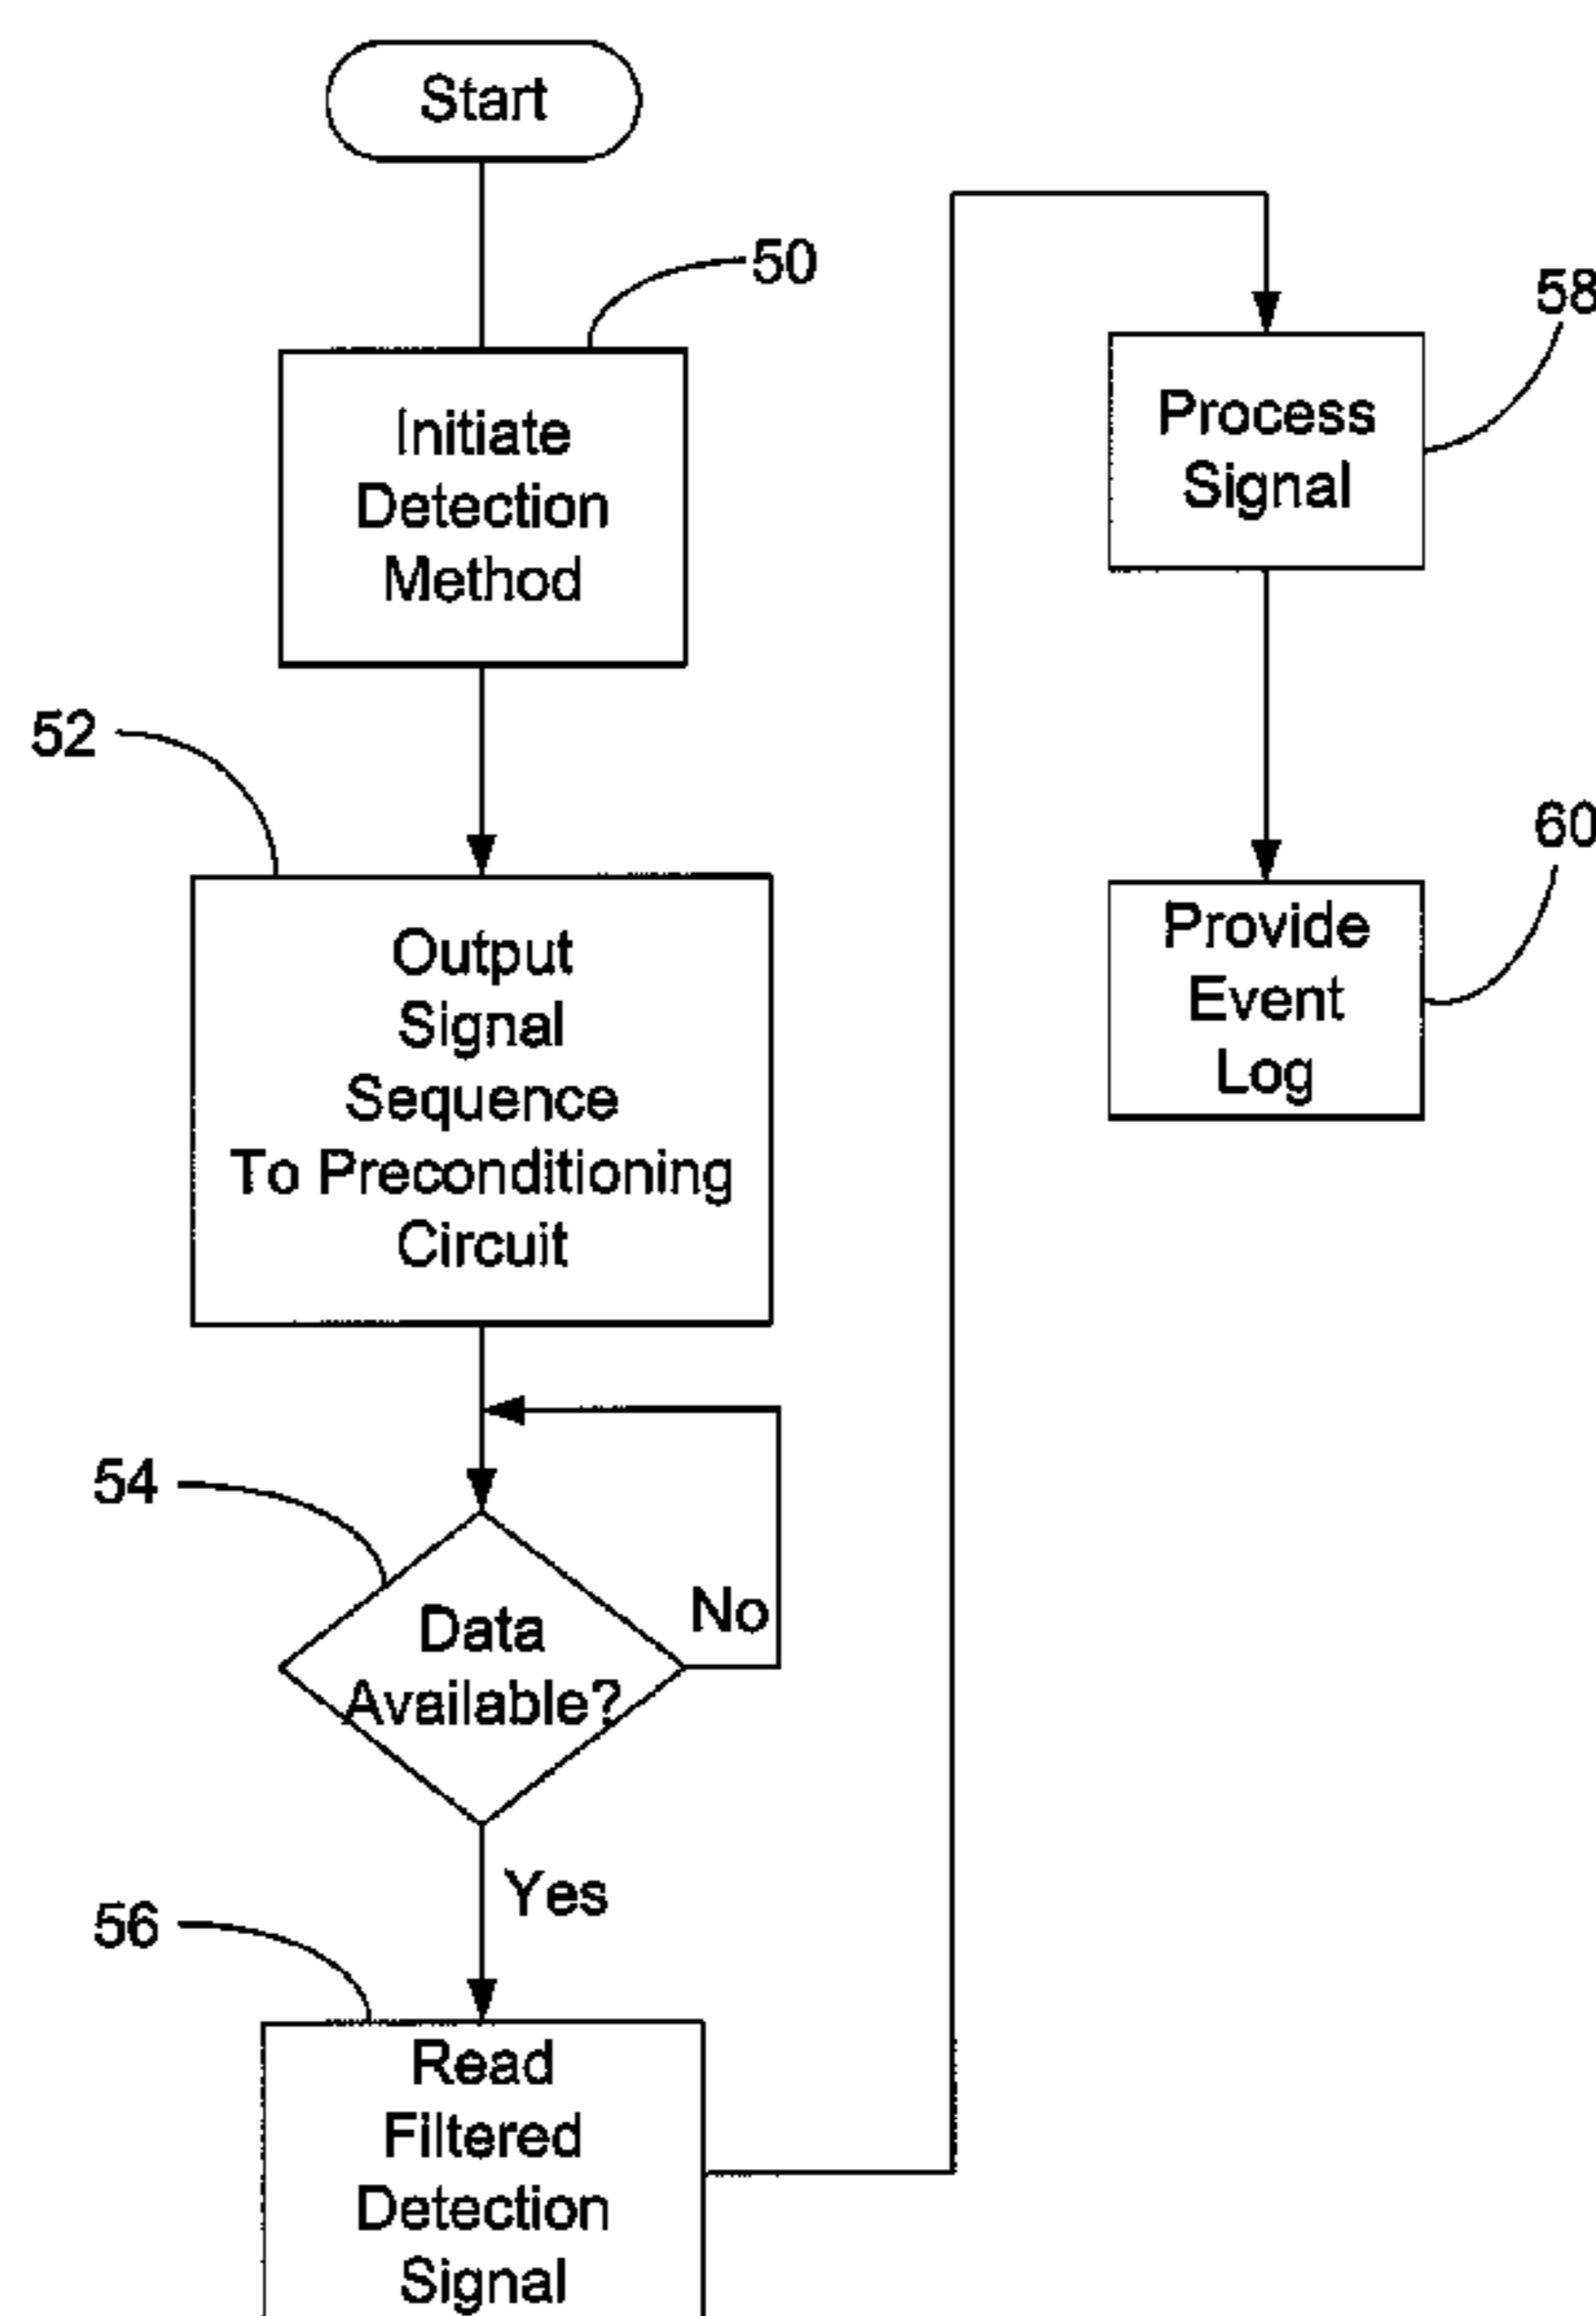 Start
50
Initiate
Detection
Method
52
Output
Signal
Sequence
To Preconditioning
Circuit
54
Data
Available?
No
Yes
56
Read
Filtered
Detection
Signal
58
Process
Signal
60
Provide
Event
Log